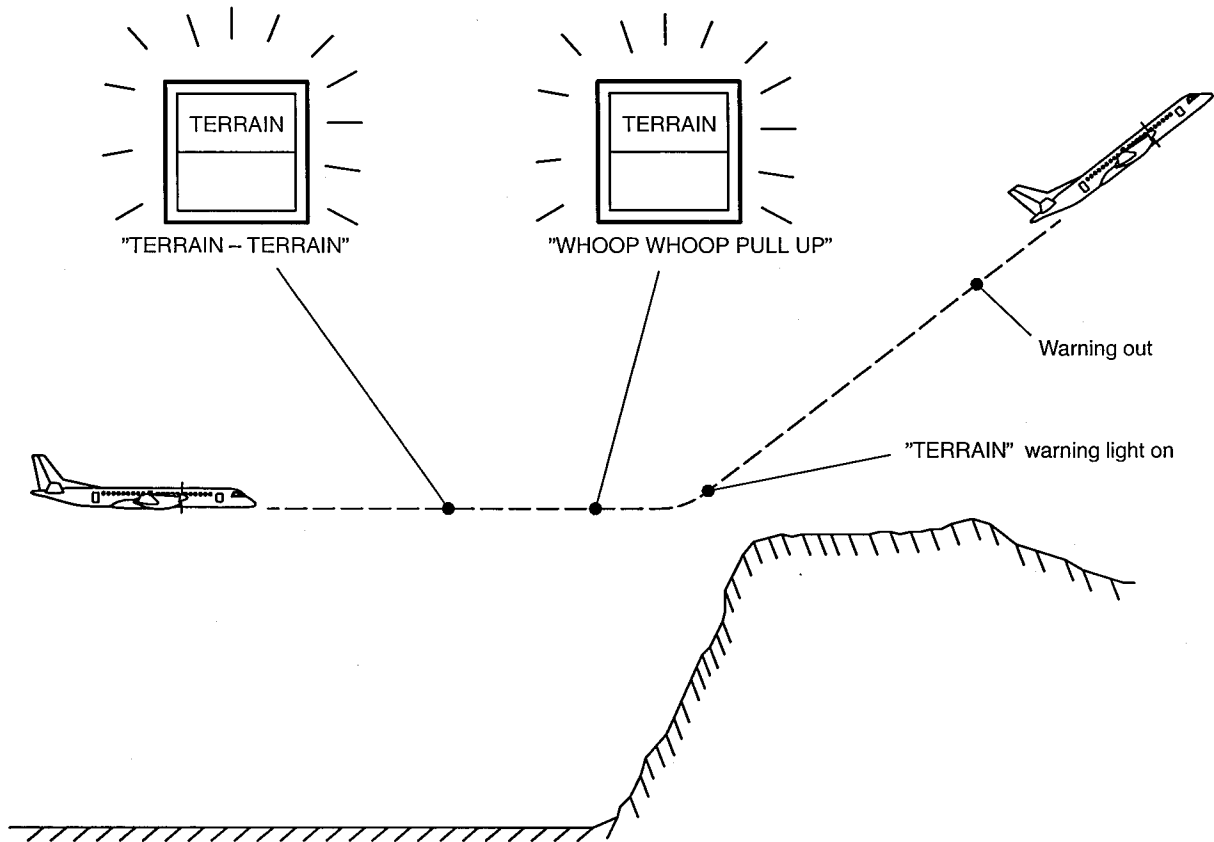 TERRAIN
TERRAIN
”TERRAIN – TERRAIN”
”WHOOP WHOOP PULL UP”
Warning out
”TERRAIN” warning light on